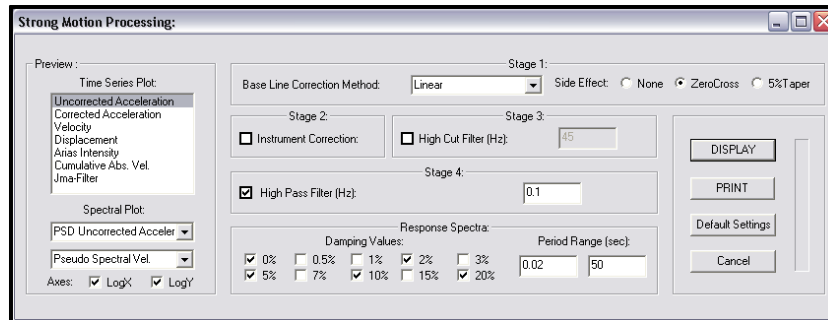 Strong Motion Processing:
Preview :
Time Series Plot:
Uncorrected Acceleration
Corrected Acceleration
Velocity
Displacement
Arias Intensity
Cumulative Abs. Vel.
Jma-Filter
Spectral Plot:
PSD Uncorrected Acceler
Pseudo Spectral Vel.
Axes: LogX LogY
Stage 1:
Base Line Correction Method: Linear Side Effect: None ZeroCross 5%Taper
Stage 2:
Instrument Correction:
Stage 3:
High Cut Filter (Hz): 45
Stage 4:
High Pass Filter (Hz): 0.1
Response Spectra:
Damping Values: Period Range (sec):
0% 0.5% 1% 2% 3%
5% 7% 10% 15% 20%
0.02 50
DISPLAY
PRINT
Default Settings
Cancel